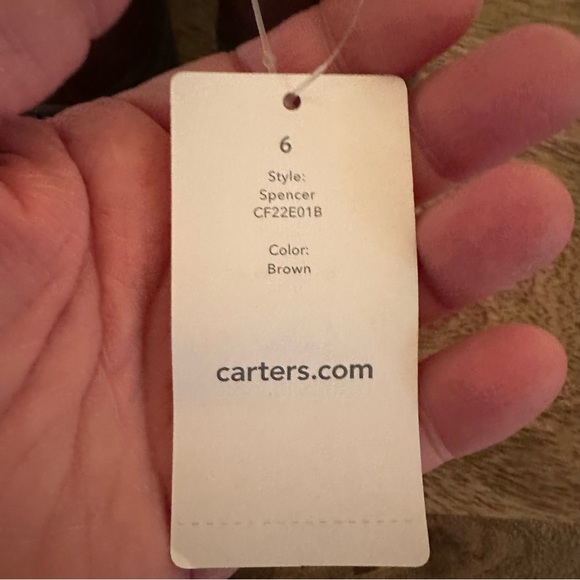 6
Style:
Spencer
CF22E01B
Color:
Brown
carters.com